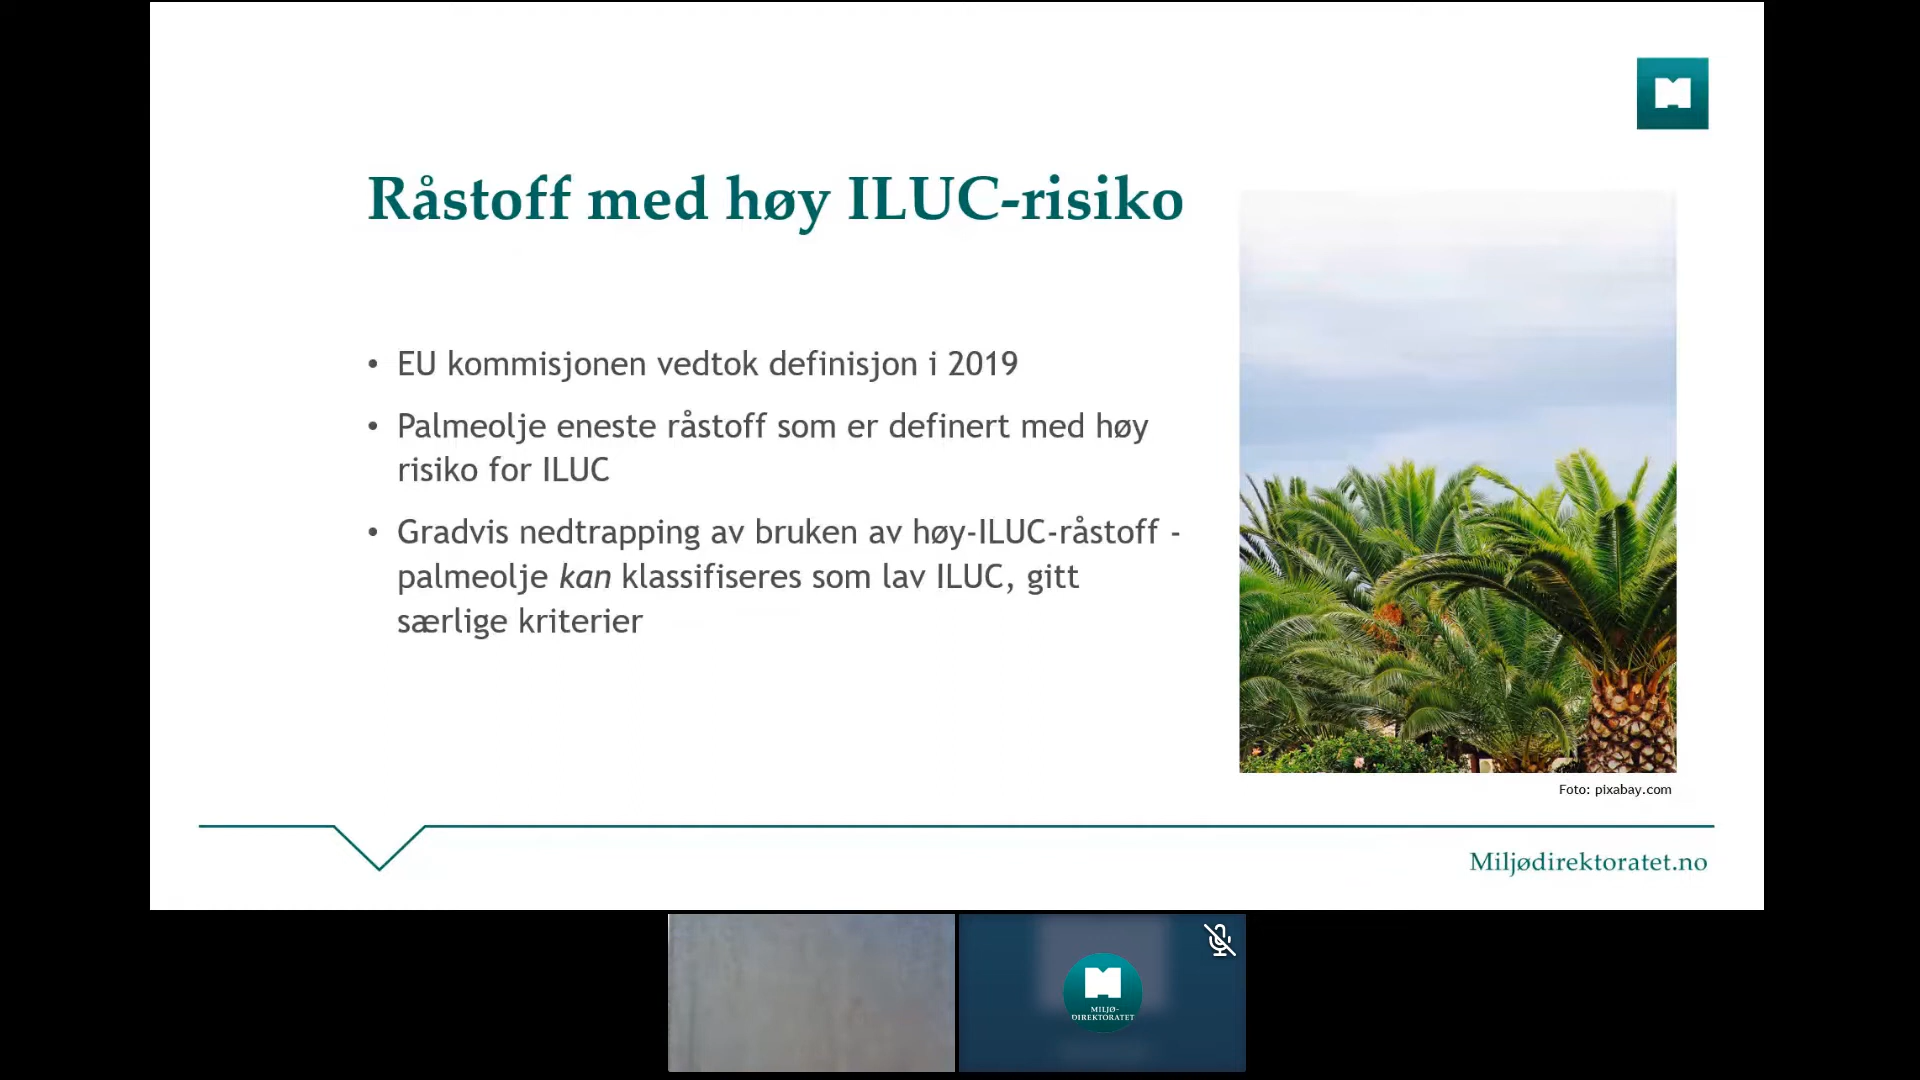 Råstoff med høy ILUC-risiko
• EU kommisjonen vedtok definisjon i 2019
• Palmeolje eneste råstoff som er definert med høy
risiko for ILUC
• Gradvis nedtrapping av bruken av høy-ILUC-råstoff -
palmeolje kan klassifiseres som lav ILUC, gitt
særlige kriterier
Foto: pixabay.com
Miljødirektoratet.no
MILJØ-
DIREKTORATET